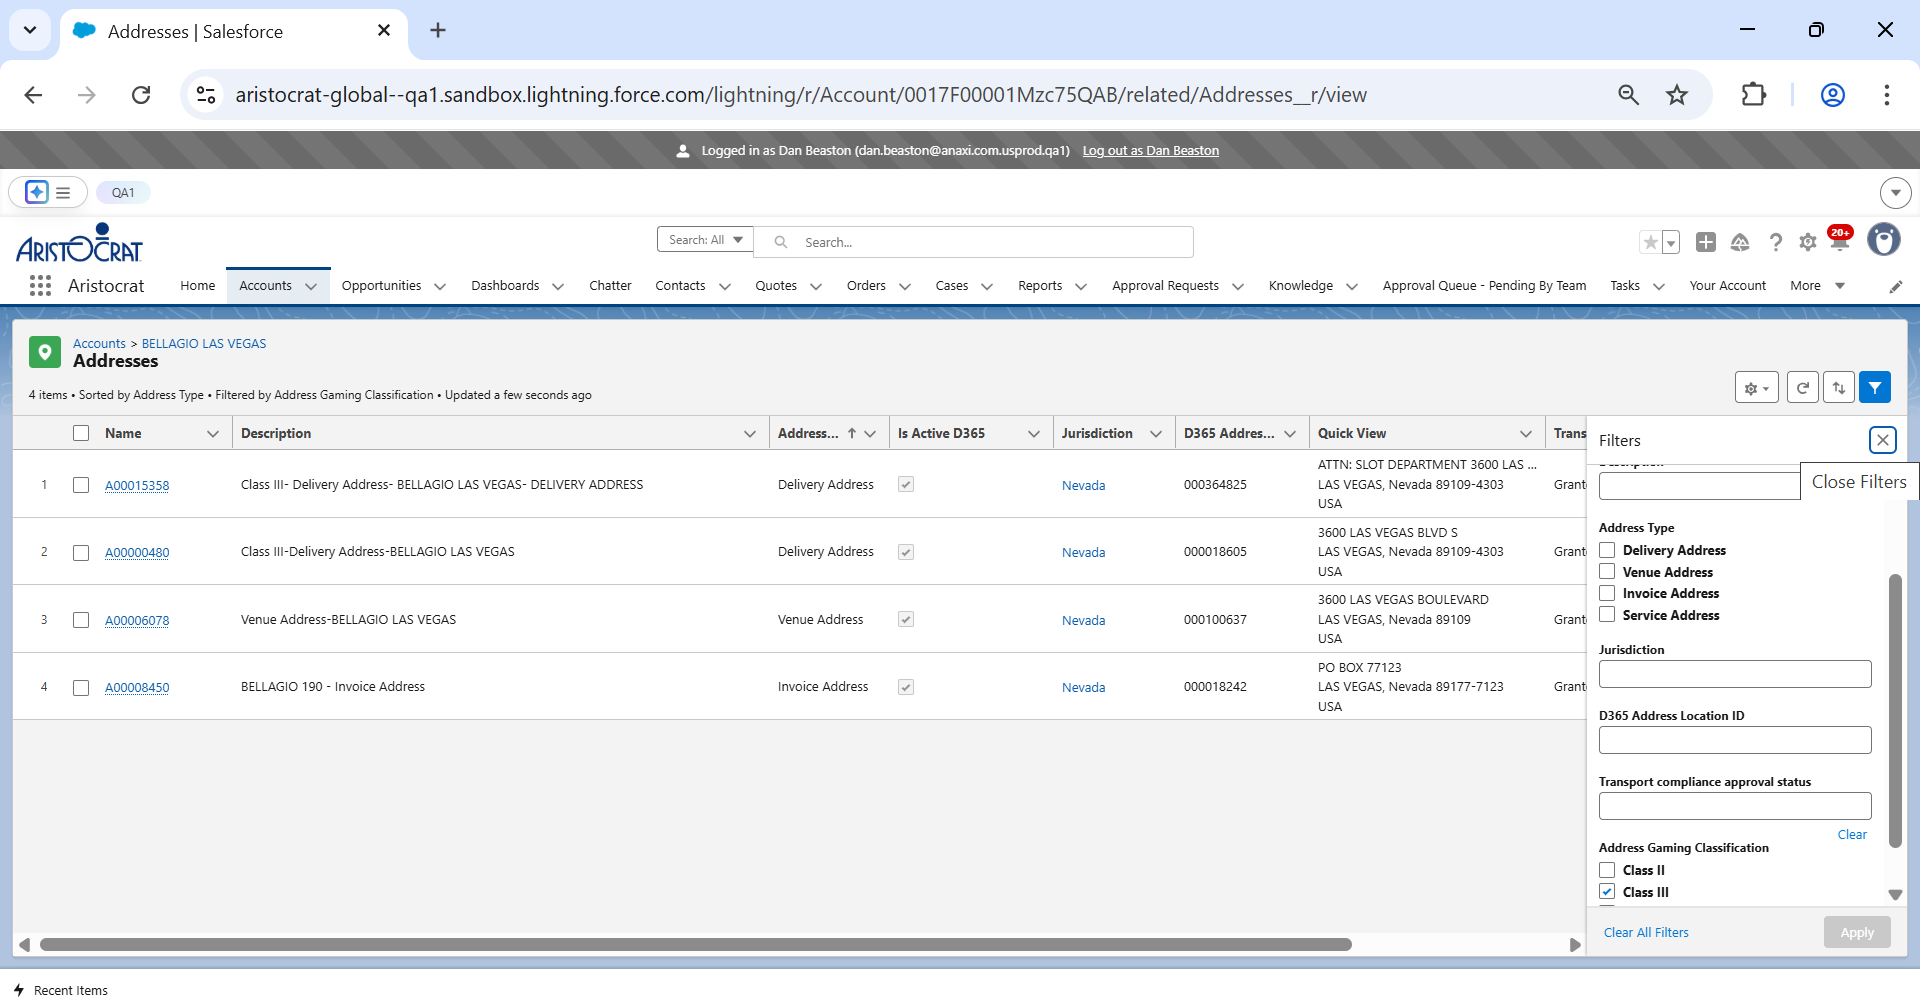 Addresses | Salesforce
aristocrat-global--qa1.sandbox.lightning.force.com/lightning/r/Account/0017F00001Mzc75QAB/related/Addresses__r/view
Logged in as Dan Beaston (dan.beaston@anaxi.com.usprod.qa1) Log out as Dan Beaston
QA1
ARISTOCRAT
Search: All
Search...
20+
Aristocrat Home Accounts Opportunities Dashboards Chatter Contacts Quotes Orders Cases Reports Approval Requests Knowledge Approval Queue - Pending By Team Tasks Your Account More
Accounts > BELLAGIO LAS VEGAS
Addresses
4 items • Sorted by Address Type • Filtered by Address Gaming Classification • Updated a few seconds ago
Name Description Address... Is Active D365 Jurisdiction D365 Addres... Quick View Trans
1 A00015358 Class III- Delivery Address- BELLAGIO LAS VEGAS- DELIVERY ADDRESS Delivery Address Nevada 000364825
ATTN: SLOT DEPARTMENT 3600 LAS ...
LAS VEGAS, Nevada 89109-4303
USA
Grant
2 A00000480 Class III-Delivery Address-BELLAGIO LAS VEGAS Delivery Address Nevada 000018605
3600 LAS VEGAS BLVD S
LAS VEGAS, Nevada 89109-4303
USA
Grant
3 A00006078 Venue Address-BELLAGIO LAS VEGAS Venue Address Nevada 000100637
3600 LAS VEGAS BOULEVARD
LAS VEGAS, Nevada 89109
USA
Grant
4 A00008450 BELLAGIO 190 - Invoice Address Invoice Address Nevada 000018242
PO BOX 77123
LAS VEGAS, Nevada 89177-7123
USA
Grant
Filters
Description
Close Filters
Address Type
Delivery Address
Venue Address
Invoice Address
Service Address
Jurisdiction
D365 Address Location ID
Transport compliance approval status
Clear
Address Gaming Classification
Class II
Class III
Clear All Filters
Apply
Recent Items